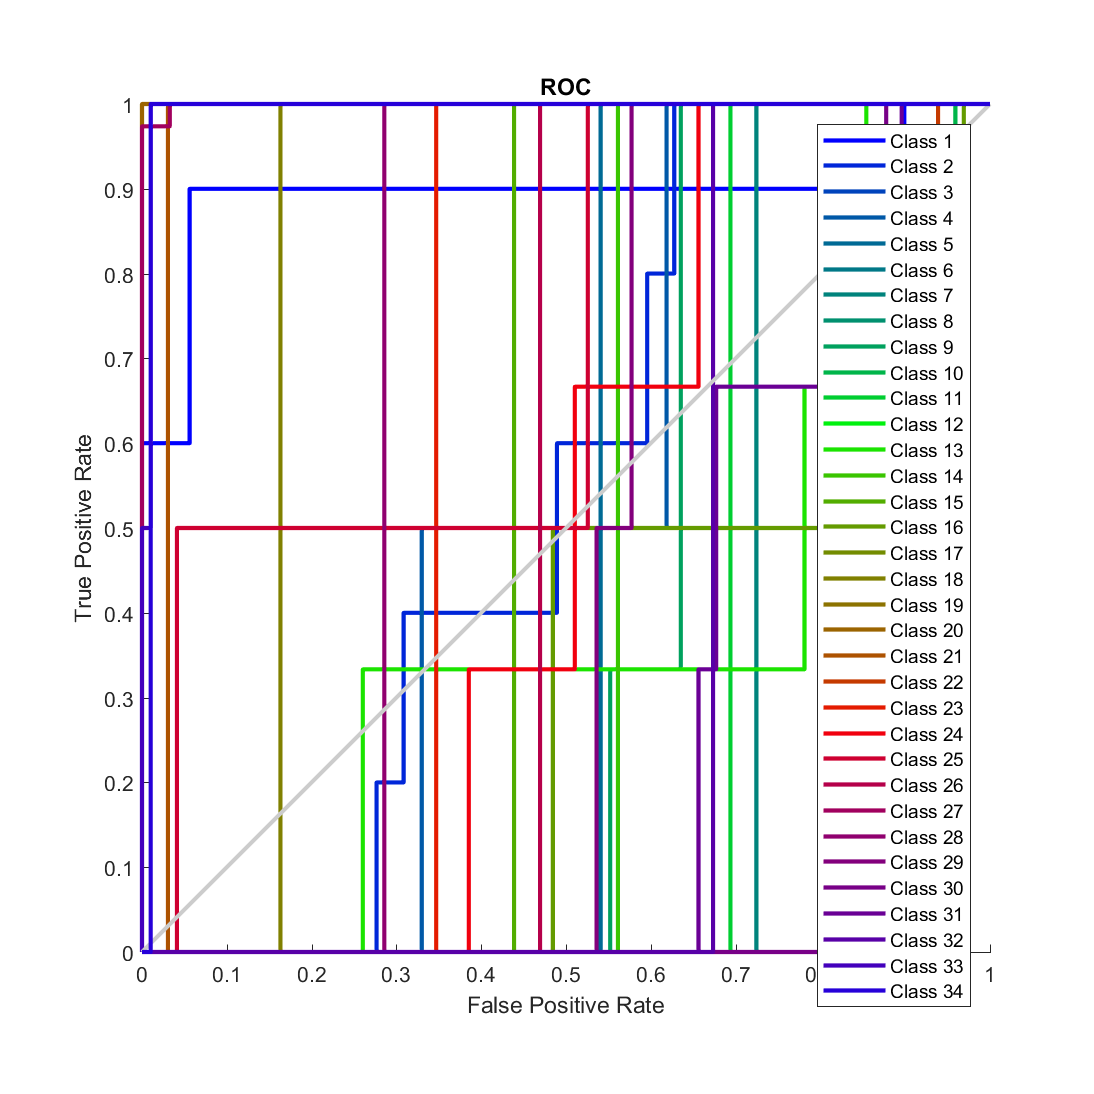 ROC
1
0.9
0.8
0.7
0.6
0.5
0.4
0.3
0.2
0.1
0
True Positive Rate
0 0.1 0.2 0.3 0.4 0.5 0.6 0.7 0 1
False Positive Rate
Class 1
Class 2
Class 3
Class 4
Class 5
Class 6
Class 7
Class 8
Class 9
Class 10
Class 11
Class 12
Class 13
Class 14
Class 15
Class 16
Class 17
Class 18
Class 19
Class 20
Class 21
Class 22
Class 23
Class 24
Class 25
Class 26
Class 27
Class 28
Class 29
Class 30
Class 31
Class 32
Class 33
Class 34